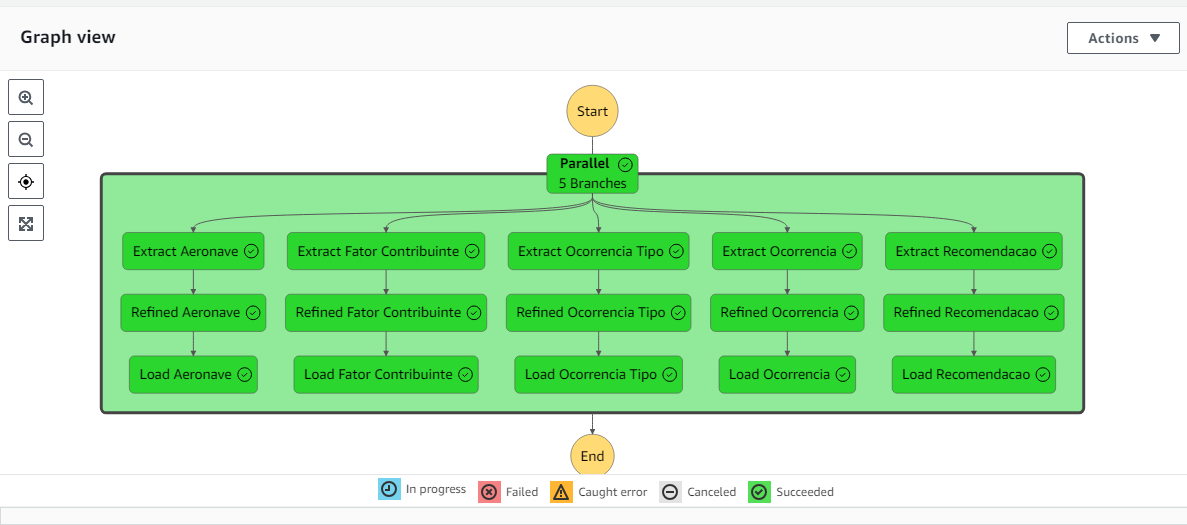 Graph view
Actions
Start
Parallel
5 Branches
Extract Aeronave
Extract Fator Contribuinte
Extract Ocorrencia Tipo
Extract Ocorrencia
Extract Recomendacao
Refined Aeronave
Refined Fator Contribuinte
Refined Ocorrencia Tipo
Refined Ocorrencia
Refined Recomendacao
Load Aeronave
Load Fator Contribuinte
Load Ocorrencia Tipo
Load Ocorrencia
Load Recomendacao
End
In progress
Failed
Caught error
Canceled
Succeeded